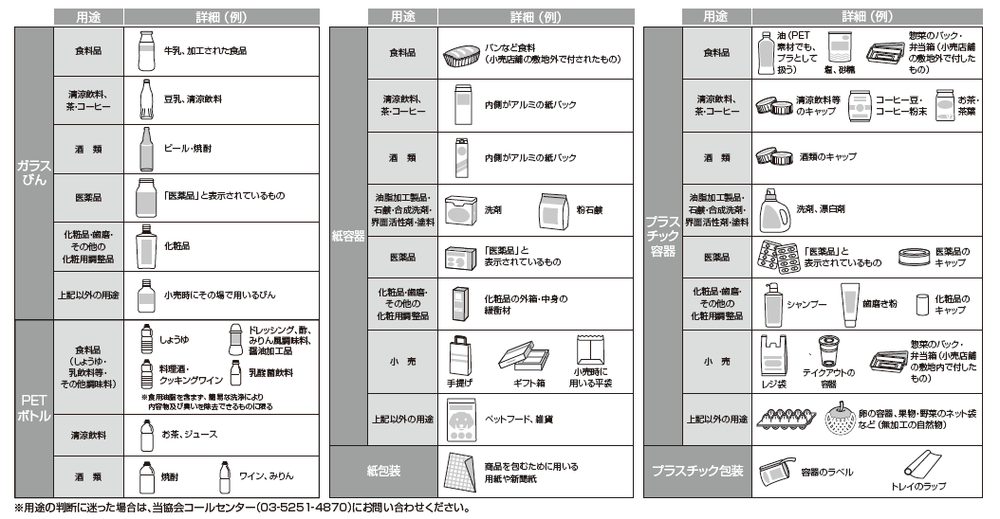 用途
詳細（例）
ガラス
びん
食料品
牛乳、加工された食品
清涼飲料、
茶・コーヒー
豆乳、清涼飲料
酒　類
ビール・焼酎
医薬品
「医薬品」と表示されているもの
化粧品・歯磨・
その他の
化粧用調整品
化粧品
上記以外の用途
小売時にその場で用いるびん
PET
ボトル
食料品
（しょうゆ・
乳飲料等・
その他調味料）
しょうゆ
ドレッシング、酢、
みりん風調味料、
醤油加工品
料理酒・
クッキングワイン
乳酸菌飲料
※食用油脂を含まず、簡易な洗浄により
内容物及び臭いを除去できるものに限る
清涼飲料
お茶、ジュース
酒　類
焼酎
ワイン、みりん
用途
詳細（例）
紙容器
食料品
パンなど食料
（小売店舗の敷地外で付されたもの）
清涼飲料、
茶・コーヒー
内側がアルミの紙パック
酒　類
内側がアルミの紙パック
油脂加工製品・
石鹸・合成洗剤・
界面活性剤・塗料
洗剤
粉石鹸
医薬品
「医薬品」と
表示されているもの
化粧品・歯磨・
その他の
化粧用調整品
化粧品の外箱・中身の
緩衝材
小　売
手提げ
ギフト箱
小売時に
用いる平袋
上記以外の用途
ペットフード、雑貨
紙包装
商品を包むために用いる
用紙や新聞紙
用途
詳細（例）
プラス
チック
容器
食料品
油（PET
素材でも、
プラとして
扱う）
塩、砂糖
惣菜のパック・
弁当箱（小売店舗
の敷地外で付した
もの）
清涼飲料、
茶・コーヒー
清涼飲料等
のキャップ
コーヒー豆・
コーヒー粉末
お茶・
茶葉
酒　類
酒類のキャップ
油脂加工製品・
石鹸・合成洗剤・
界面活性剤・塗料
洗剤、漂白剤
医薬品
「医薬品」と
表示されているもの
医薬品の
キャップ
化粧品・歯磨・
その他の
化粧用調整品
シャンプー
歯磨き粉
化粧品の
キャップ
小　売
レジ袋
テイクアウトの
容器
惣菜のパック・
弁当箱（小売店舗
の敷地内で付した
もの）
上記以外の用途
卵の容器、果物・野菜のネット袋
など（無加工の自然物）
プラスチック包装
容器のラベル
トレイのラップ
※用途の判断に迷った場合は、当協会コールセンター（03-5251-4870）にお問い合わせください。